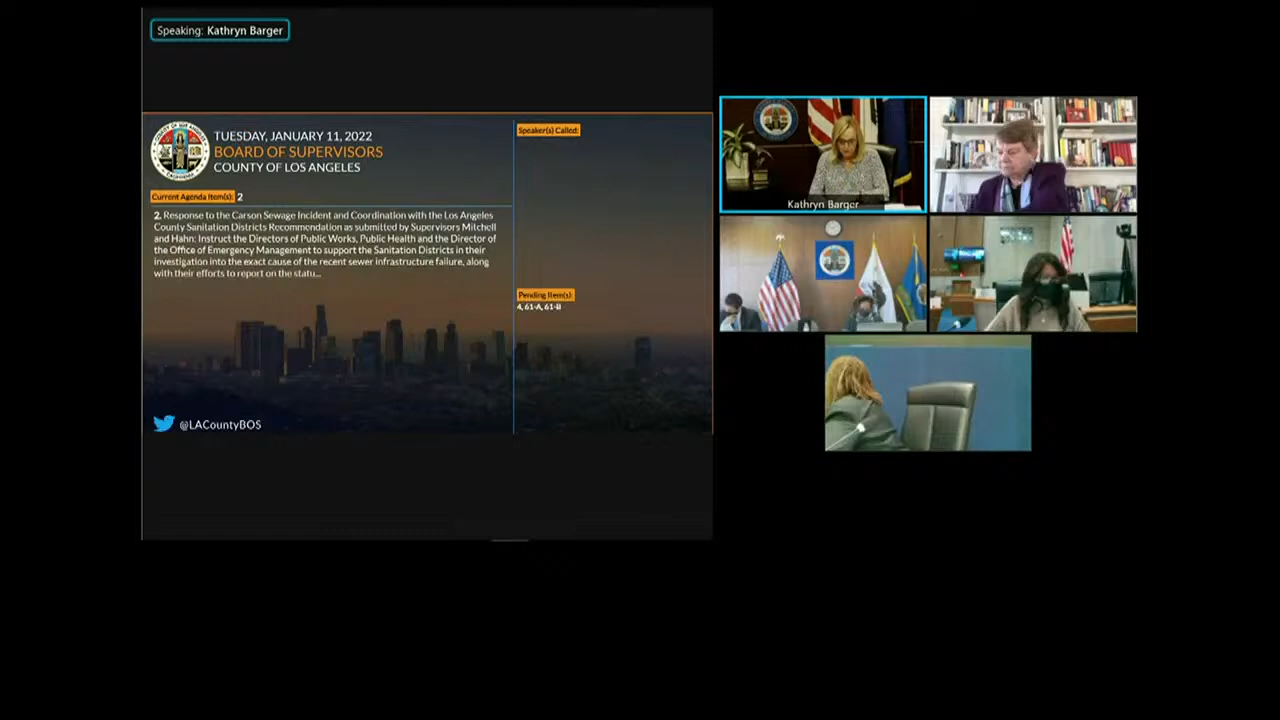 Speaking: Kathryn Barger
TUESDAY, JANUARY 11, 2022
BOARD OF SUPERVISORS
COUNTY OF LOS ANGELES
Current Agenda Item(s): 2
2. Response to the Carson Sewage Incident and Coordination with the Los Angeles
County Sanitation Districts Recommendation as submitted by Supervisors Mitchell
and Hahn: Instruct the Directors of Public Works, Public Health and the Director of
the Office of Emergency Management to support the Sanitation Districts in their
investigation into the exact cause of the recent sewer infrastructure failure, along
with their efforts to report on the statu...
@LACountyBOS
Speaker(s) Called:
Pending Item(s):
4, 61-A, 61-B
Kathryn Barger